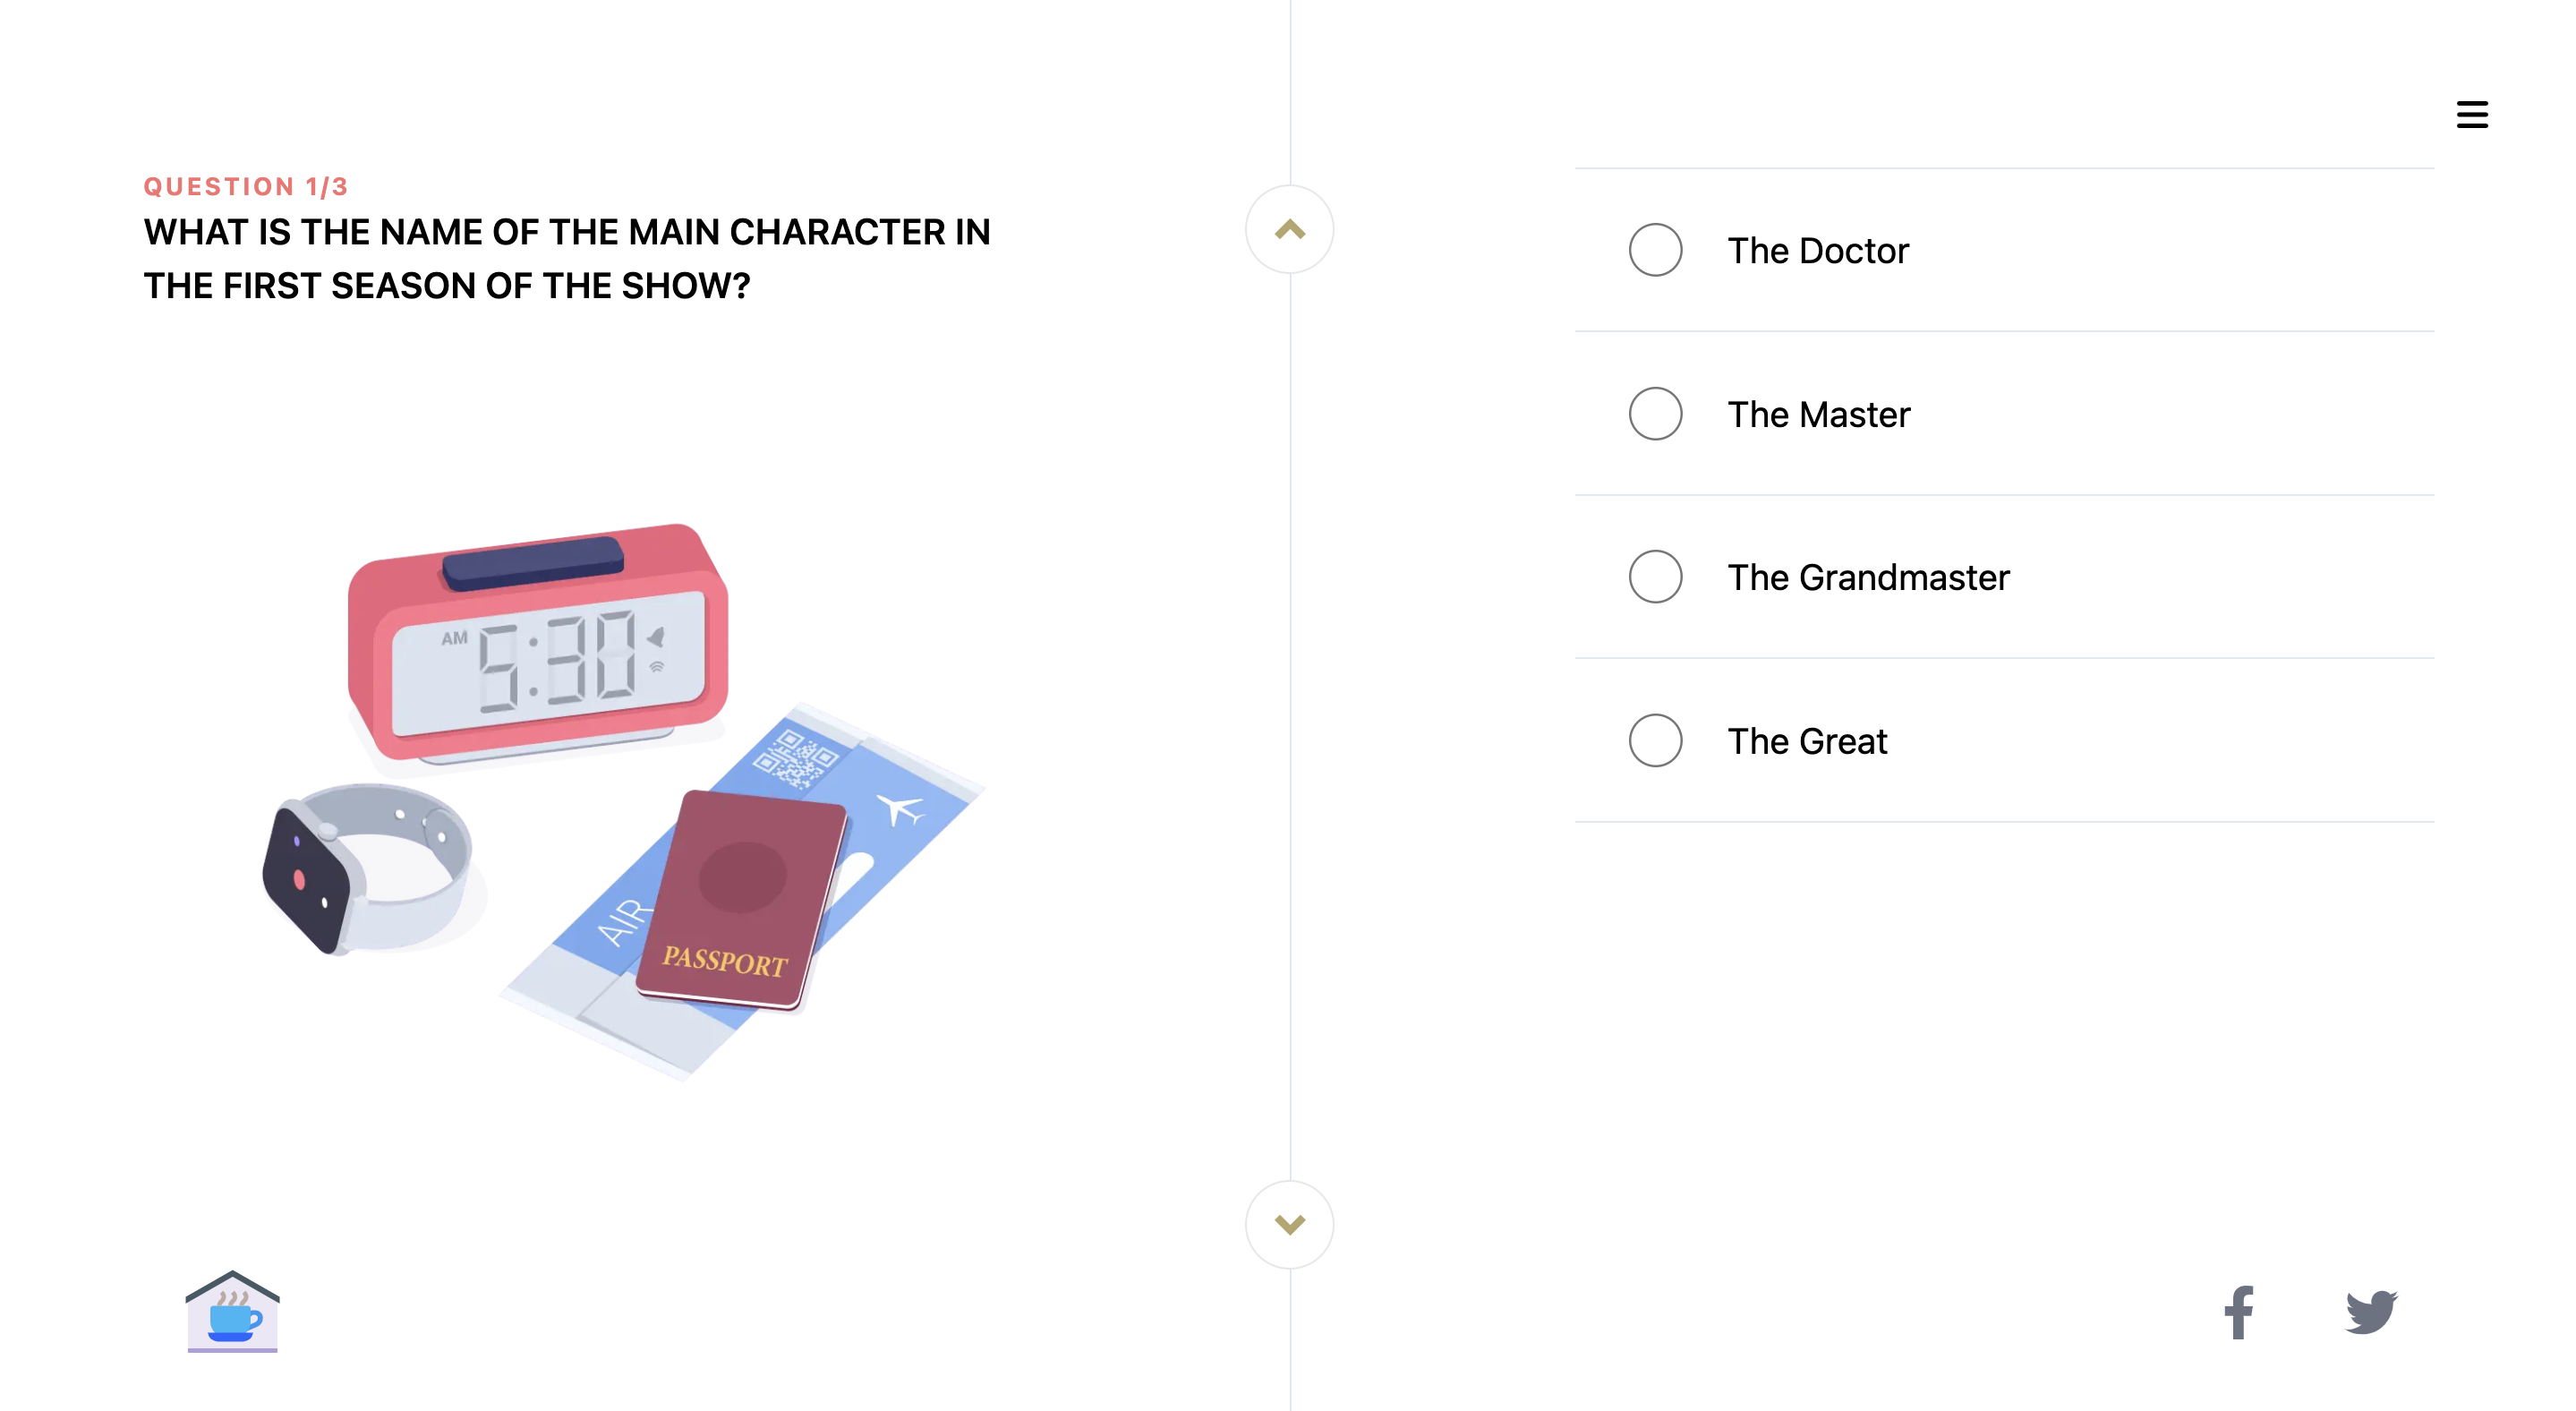 QUESTION 1/3
WHAT IS THE NAME OF THE MAIN CHARACTER IN
THE FIRST SEASON OF THE SHOW?
AM 5:30
AIR
PASSPORT
The Doctor
The Master
The Grandmaster
The Great